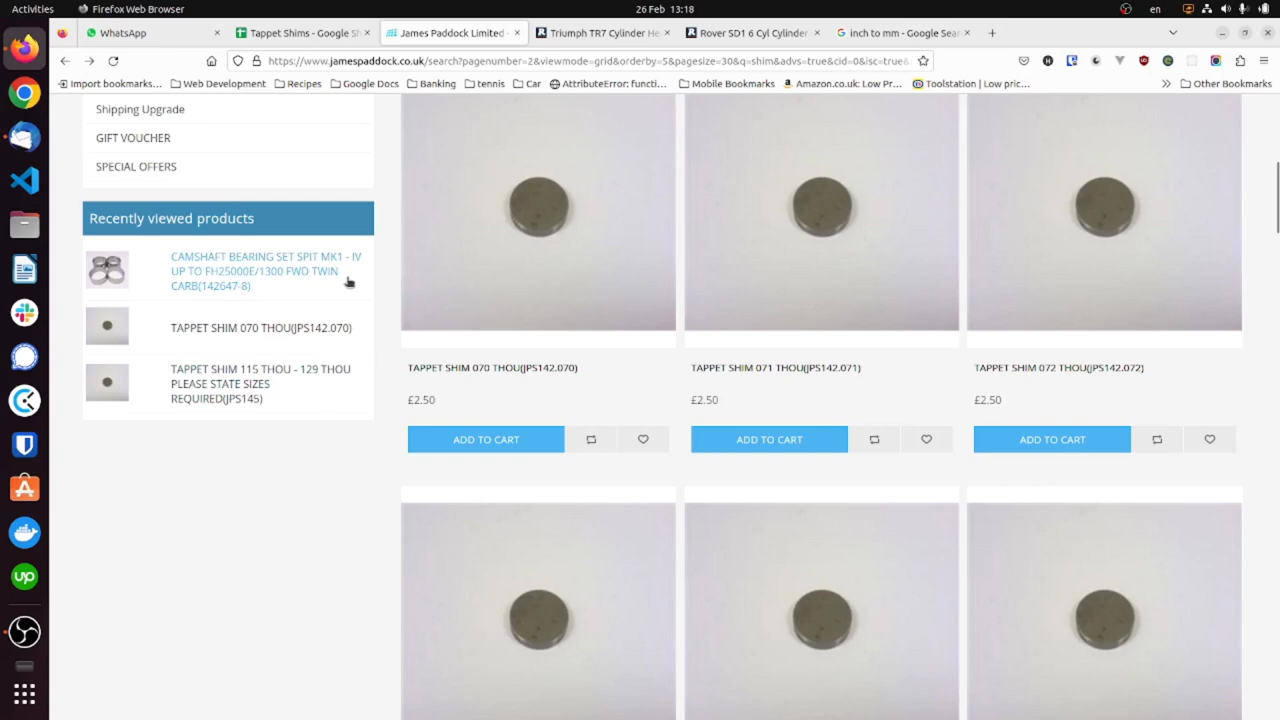 Activities
Firefox Web Browser
26 Feb 13:18
en
WhatsApp
Tappet Shims - Google Sh
James Paddock Limited -
Triumph TR7 Cylinder He
Rover SD1 6 Cyl Cylinder
inch to mm - Google Sear
https://www.jamespaddock.co.uk/search?pagenumber=2&viewmode=grid&orderby=5&pagesize=30&q=shim&advs=true&cid=0&isc=true&
Import bookmarks...
Web Development
Recipes
Google Docs
Banking
tennis
Car
AttributeError: functi...
Mobile Bookmarks
Amazon.co.uk: Low Pr...
Toolstation | Low pric...
Other Bookmarks
Shipping Upgrade
GIFT VOUCHER
SPECIAL OFFERS
Recently viewed products
CAMSHAFT BEARING SET SPIT MK1 - IV
UP TO FH25000E/1300 FWD TWIN
CARB(142647-8)
TAPPET SHIM 070 THOU(JPS142.070)
TAPPET SHIM 115 THOU - 129 THOU
PLEASE STATE SIZES
REQUIRED(JPS145)
TAPPET SHIM 070 THOU(JPS142.070)
£2.50
ADD TO CART
TAPPET SHIM 071 THOU(JPS142.071)
£2.50
ADD TO CART
TAPPET SHIM 072 THOU(JPS142.072)
£2.50
ADD TO CART
up